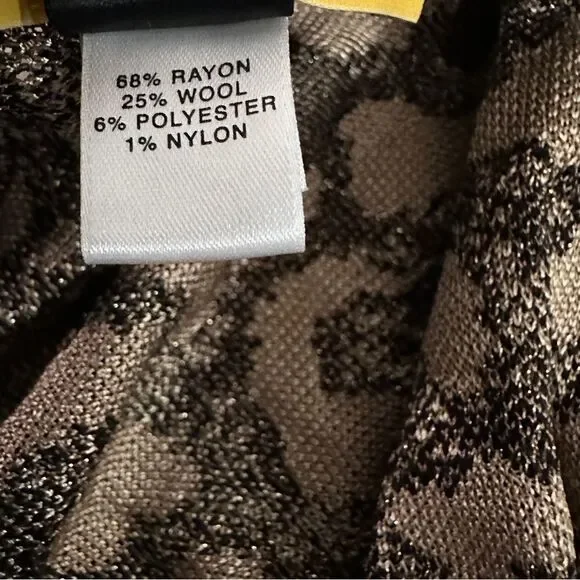 68% RAYON
25% WOOL
6% POLYESTER
1% NYLON